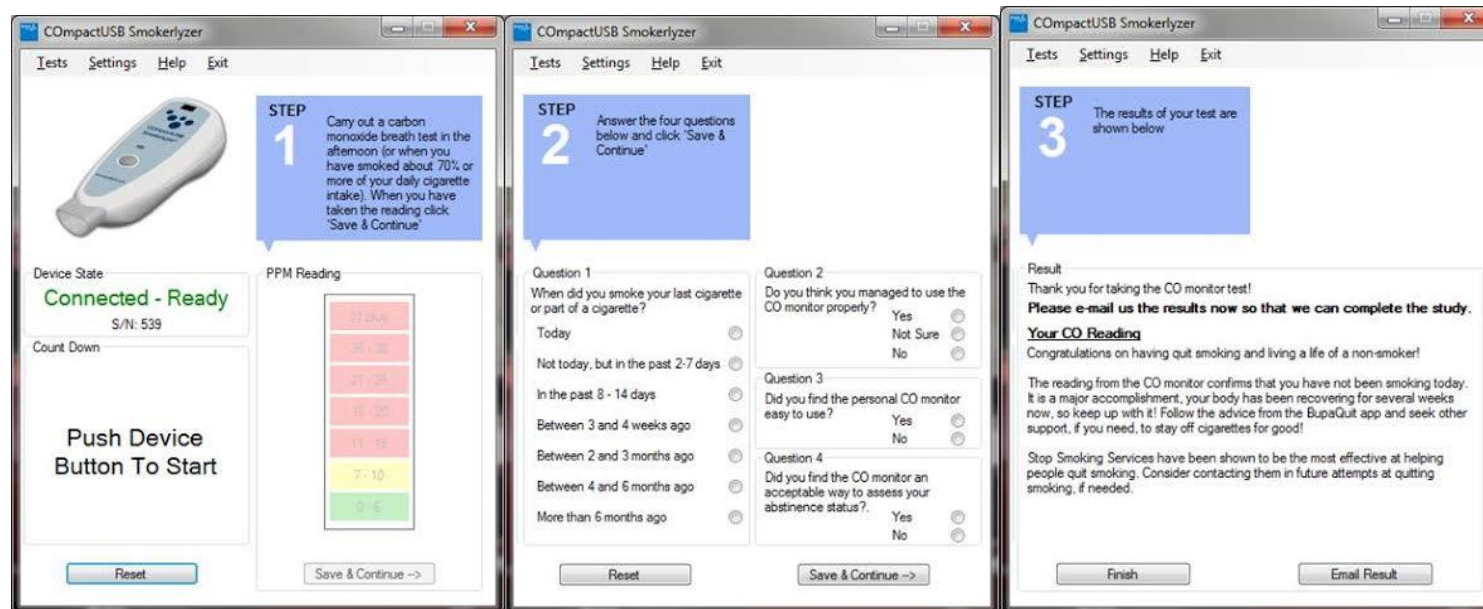 COmpactUSB Smokerlyzer
Tests Settings Help Exit
STEP
1
Carry out a carbon
monoxide breath test in the
afternoon (or when you
have smoked about 70% or
more of your daily cigarette
intake). When you have
taken the reading click
'Save & Continue'
Device State
Connected - Ready
S/N: 539
Count Down
Push Device
Button To Start
Reset
PPM Reading
26 - 30
21 - 25
16 - 20
11 - 15
7 - 10
0 - 6
Save & Continue -->
COmpactUSB Smokerlyzer
Tests Settings Help Exit
STEP
2
Answer the four questions
below and click 'Save &
Continue'
Question 1
When did you smoke your last cigarette
or part of a cigarette?
Today
Not today, but in the past 2-7 days
In the past 8 - 14 days
Between 3 and 4 weeks ago
Between 2 and 3 months ago
Between 4 and 6 months ago
More than 6 months ago
Question 2
Do you think you managed to use the
CO monitor properly?
Yes
Not Sure
No
Question 3
Did you find the personal CO monitor
easy to use?
Yes
No
Question 4
Did you find the CO monitor an
acceptable way to assess your
abstinence status?.
Yes
No
Reset
Save & Continue -->
COmpactUSB Smokerlyzer
Tests Settings Help Exit
STEP
3
The results of your test are
shown below
Result
Thank you for taking the CO monitor test!
Please e-mail us the results now so that we can complete the study.
Your CO Reading
Congratulations on having quit smoking and living a life of a non-smoker!
The reading from the CO monitor confirms that you have not been smoking today.
It is a major accomplishment, your body has been recovering for several weeks
now, so keep up with it! Follow the advice from the BupaQuit app and seek other
support, if you need, to stay off cigarettes for good!
Stop Smoking Services have been shown to be the most effective at helping
people quit smoking. Consider contacting them in future attempts at quitting
smoking, if needed.
Finish
Email Result